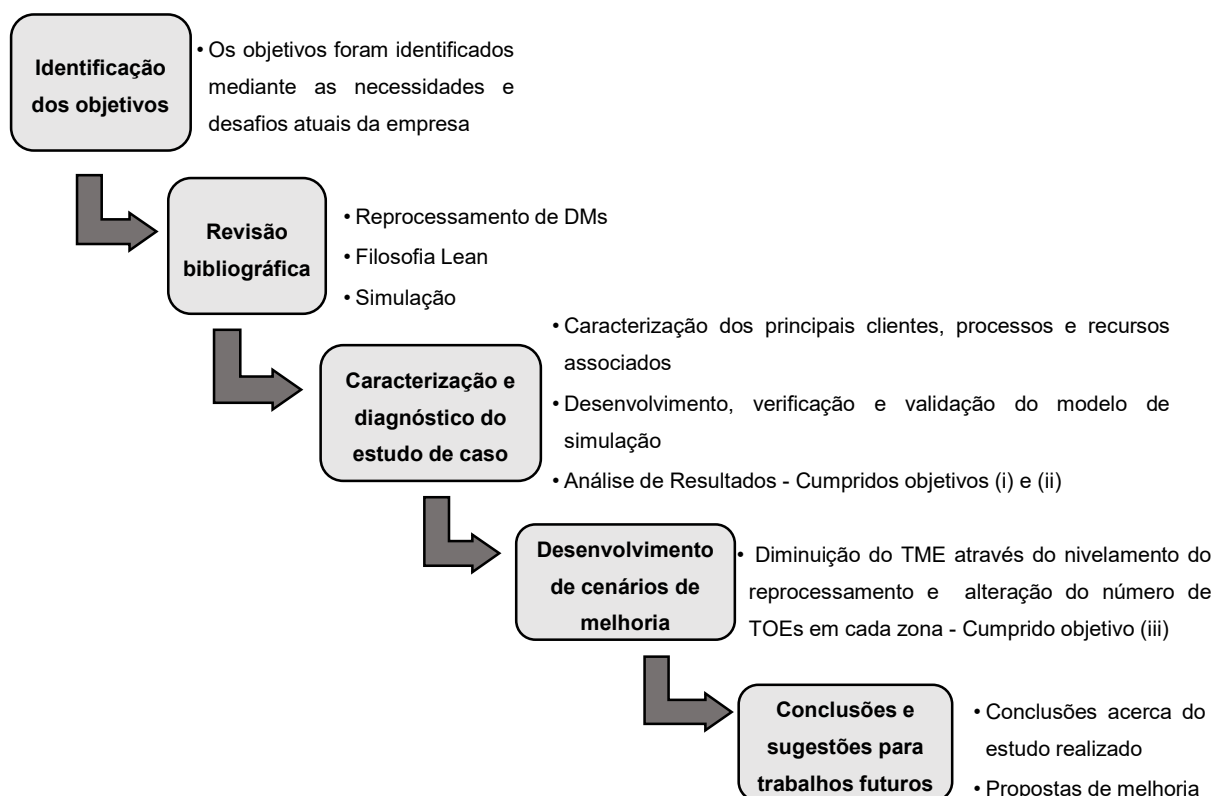 Identificação
dos objetivos
• Os objetivos foram identificados
mediante as necessidades e
desafios atuais da empresa
Revisão
bibliográfica
• Reprocessamento de DMs
• Filosofia Lean
• Simulação
Caracterização e
diagnóstico do
estudo de caso
• Caracterização dos principais clientes, processos e recursos
associados
• Desenvolvimento, verificação e validação do modelo de
simulação
• Análise de Resultados - Cumpridos objetivos (i) e (ii)
Desenvolvimento
de cenários de
melhoria
• Diminuição do TME através do nivelamento do
reprocessamento e alteração do número de
TOEs em cada zona - Cumprido objetivo (iii)
Conclusões e
sugestões para
trabalhos futuros
• Conclusões acerca do
estudo realizado
• Propostas de melhoria